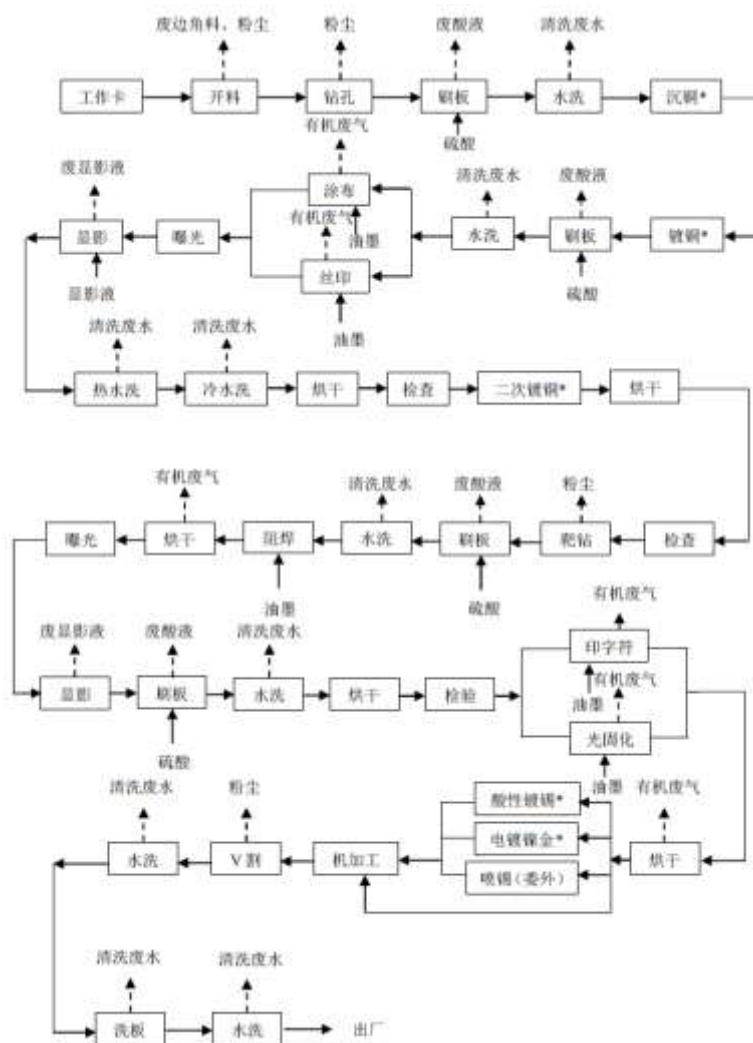 废边角料、粉尘 粉尘 废酸液 清洗废水
工作卡 开料 钻孔 刷板 水洗 沉铜*
硫酸
有机废气
废显影液 清洗废水 废酸液
涂布
有机废气
显影 曝光 油墨 水洗 刷板 镀铜*
丝印
显影液 硫酸
油墨
清洗废水 清洗废水
热水洗 冷水洗 烘干 检查 二次镀铜* 烘干
有机废气 清洗废水 废酸液 粉尘
曝光 烘干 阻焊 水洗 刷板 靶钻 检查
油墨 硫酸
有机废气
废显影液 废酸液 清洗废水
印字符
有机废气
显影 刷板 水洗 烘干 检验
油墨
光固化
硫酸
油墨 有机废气
清洗废水 粉尘 酸性镀锡*
电镀镍金*
水洗 V割 机加工 烘干
喷锡(委外)
清洗废水 清洗废水
洗板 水洗 出厂